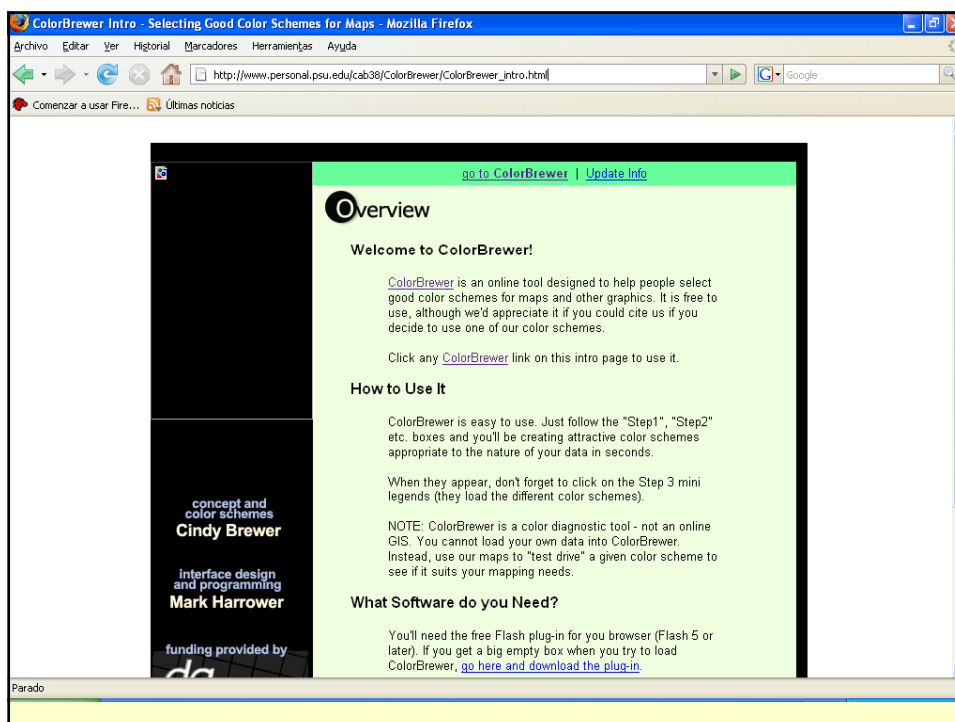 ColorBrewer Intro - Selecting Good Color Schemes for Maps - Mozilla Firefox
Archivo Editar Ver Historial Marcadores Herramientas Ayuda
http://www.personal.psu.edu/cab38/ColorBrewer/ColorBrewer_intro.html
Google
Comenzar a usar Fire... Últimas noticias
go to ColorBrewer | Update Info
Overview
Welcome to ColorBrewer!
ColorBrewer is an online tool designed to help people select
good color schemes for maps and other graphics. It is free to
use, although we'd appreciate it if you could cite us if you
decide to use one of our color schemes.
Click any ColorBrewer link on this intro page to use it.
How to Use It
ColorBrewer is easy to use. Just follow the "Step1", "Step2"
etc. boxes and you'll be creating attractive color schemes
appropriate to the nature of your data in seconds.
When they appear, don't forget to click on the Step 3 mini
legends (they load the different color schemes).
NOTE: ColorBrewer is a color diagnostic tool - not an online
GIS. You cannot load your own data into ColorBrewer.
Instead, use our maps to "test drive" a given color scheme to
see if it suits your mapping needs.
What Software do you Need?
You'll need the free Flash plug-in for you browser (Flash 5 or
later). If you get a big empty box when you try to load
ColorBrewer, go here and download the plug-in.
concept and
color schemes
Cindy Brewer
interface design
and programming
Mark Harrower
funding provided by
Parado